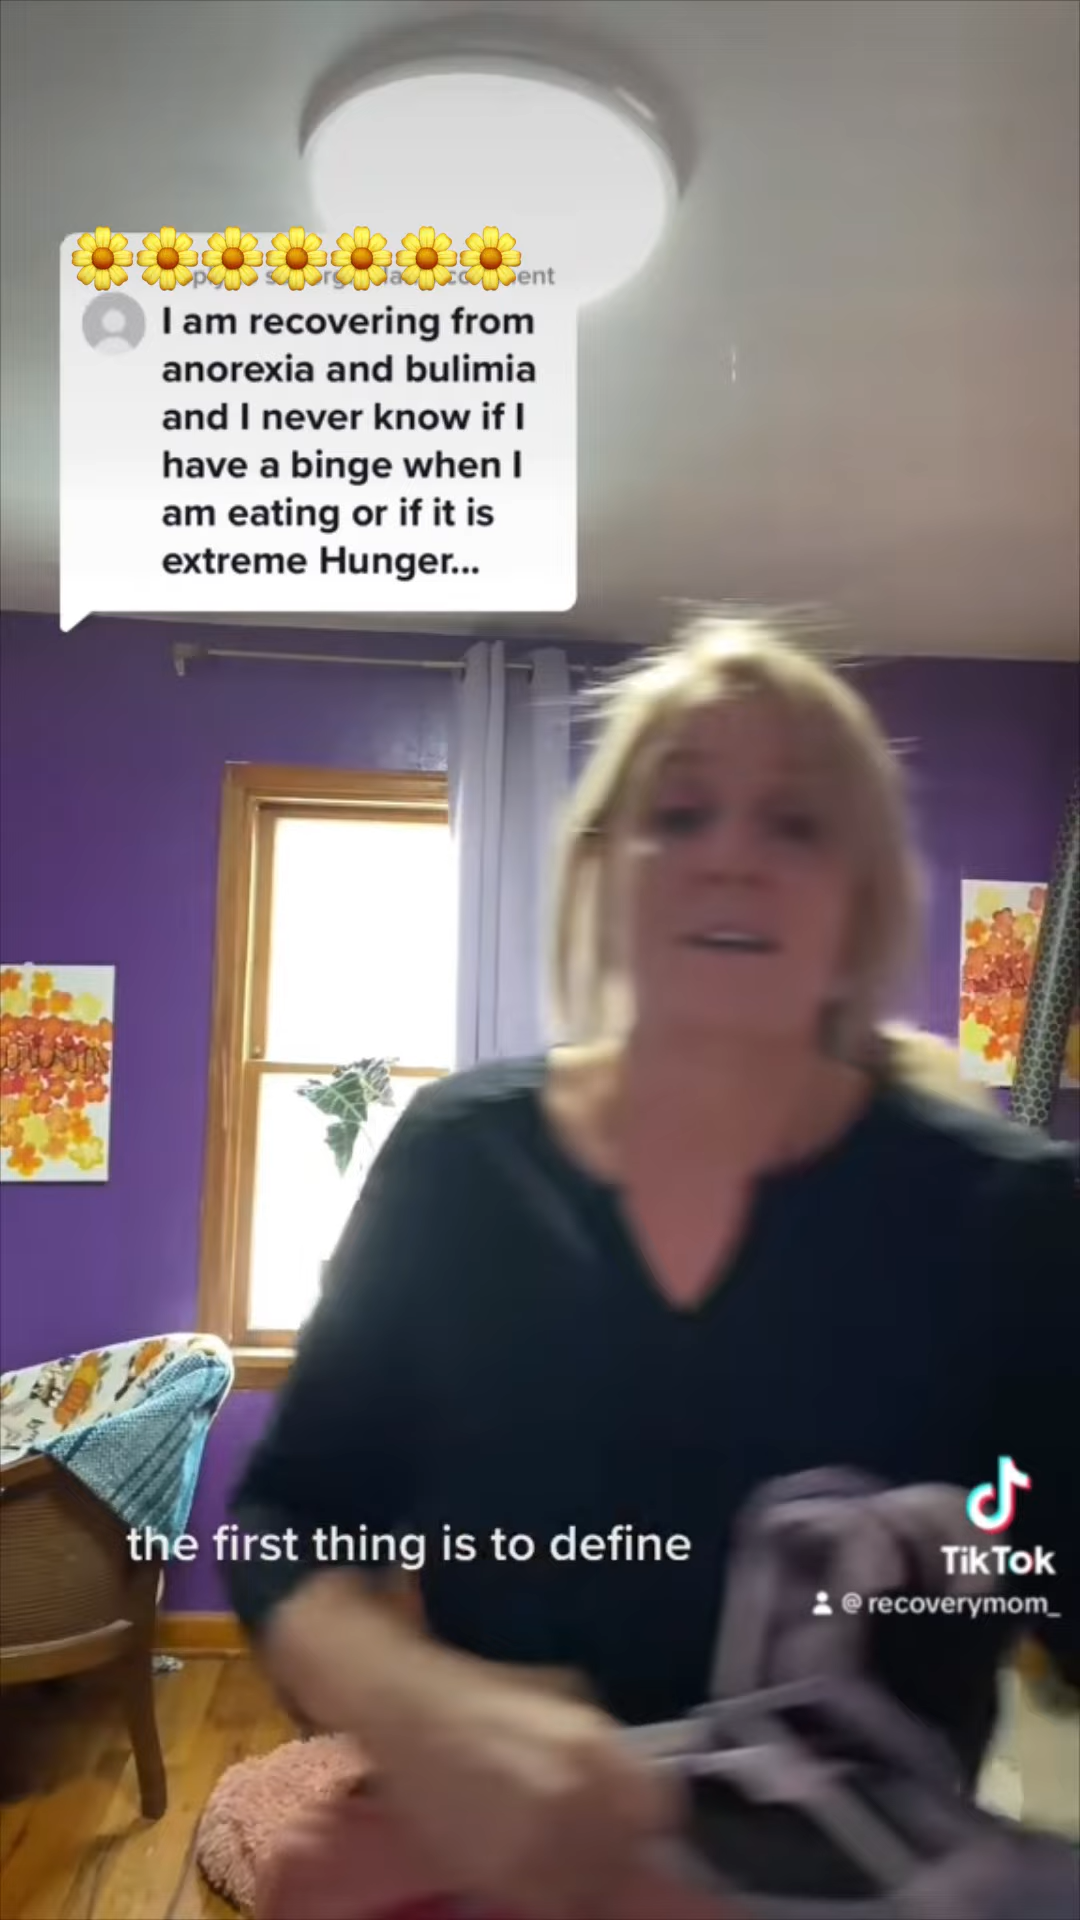 I am recovering from
anorexia and bulimia
and I never know if I
have a binge when I
am eating or if it is
extreme Hunger...
the first thing is to define
TikTok
@recoverymom_